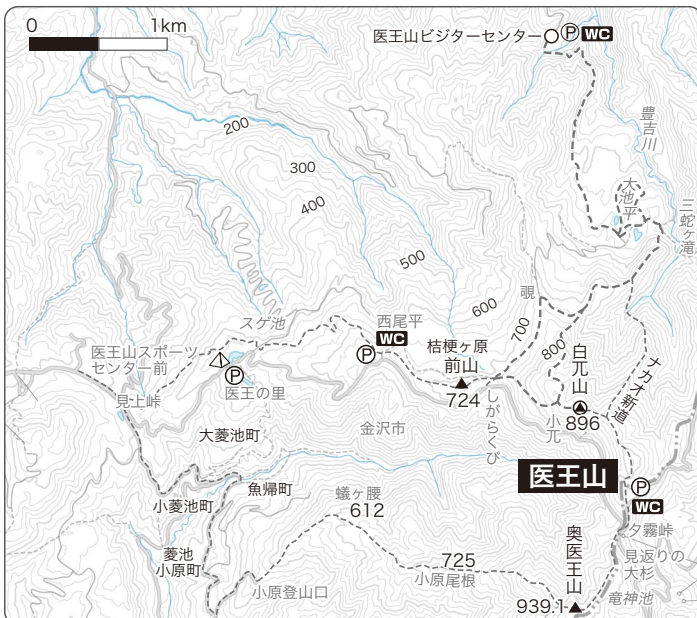 0 1km
医王山ビジターセンター P WC
豊吉川
200
大池平
三蛇ヶ滝
300
400
500
覗
600
700
スゲ池
西尾平
WC
P
桔梗ヶ原
前山
724
800
白兀山
896
ナカオ新道
医王山スポーツ
センター前
P
医王の里
見上峠
しがらくび
小兀
大菱池町
金沢市
医王山
魚帰町
蟻ヶ腰
612
小菱池町
P
WC
夕霧峠
奥医王山
見返りの
大杉
菱池
小原町
725
小原尾根
小原登山口
竜神池
939.1